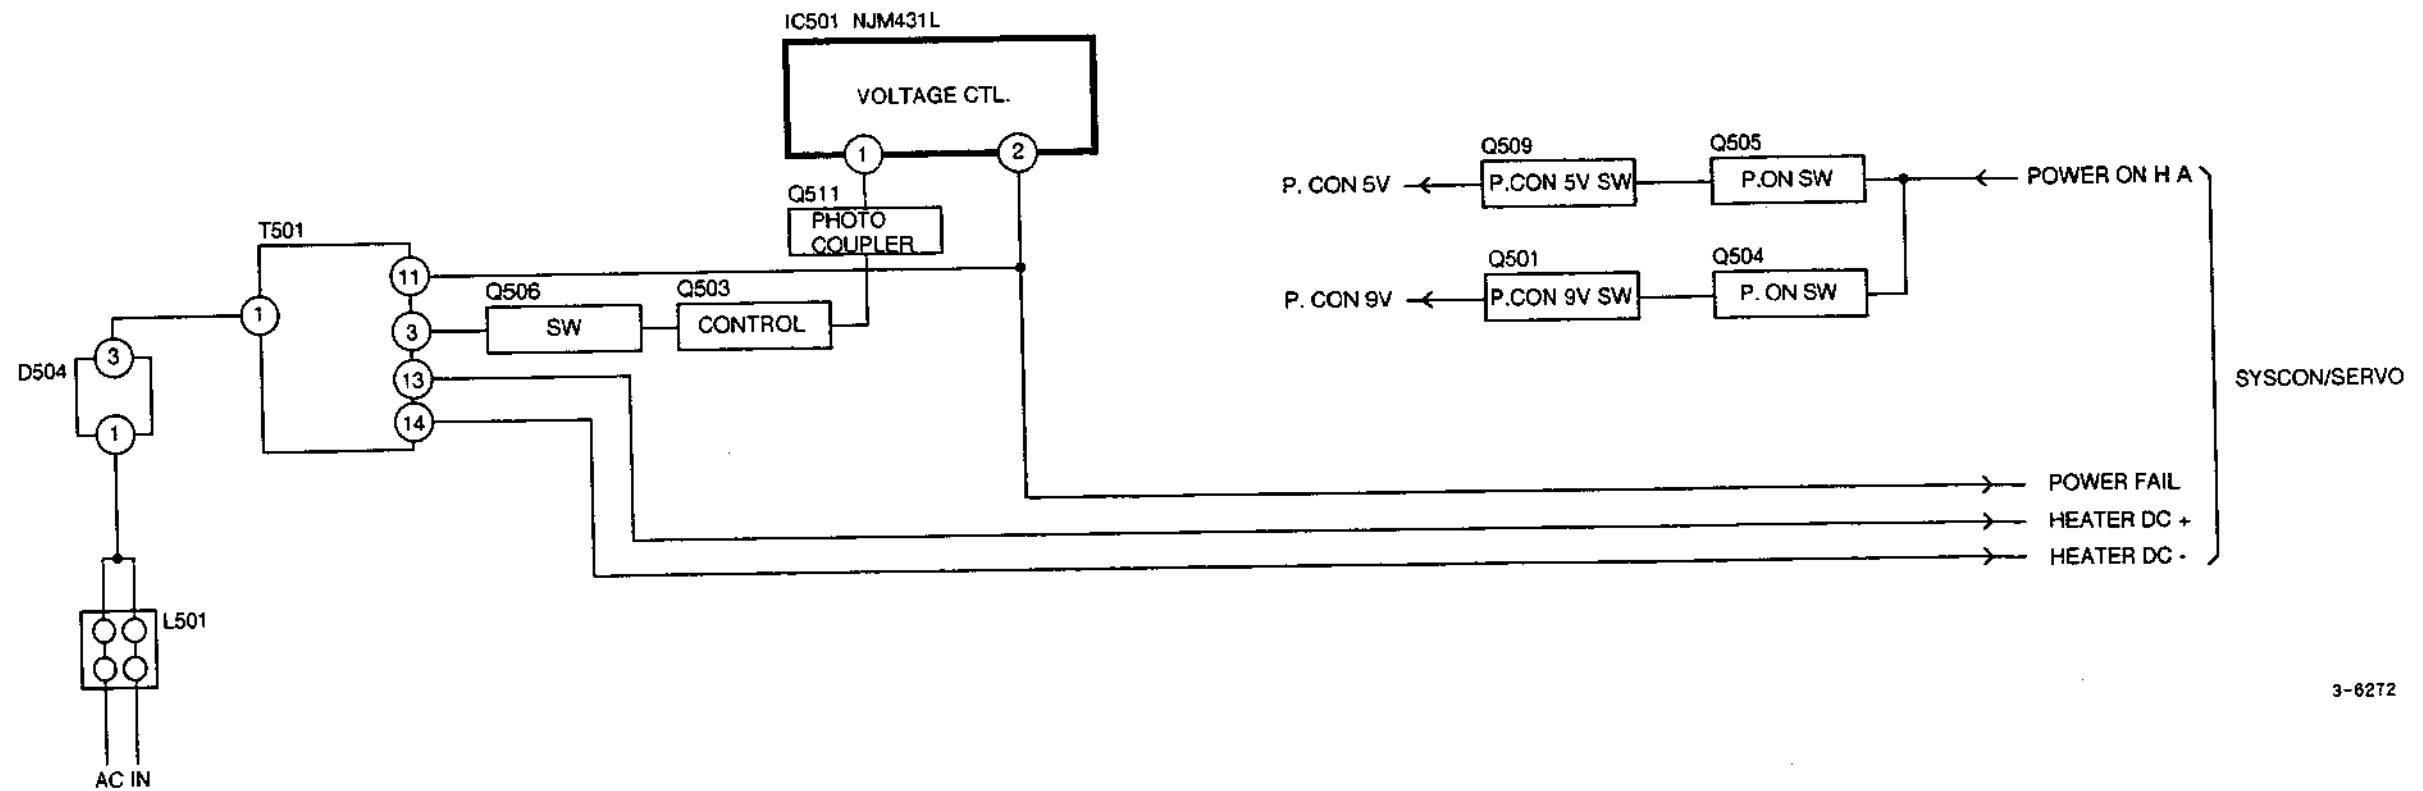 IC501 NJM431L
VOLTAGE CTL.
1
2
Q511
PHOTO
COUPLER
T501
11
1
3
13
14
Q506
SW
Q503
CONTROL
D504
3
1
L501
AC IN
Q509
P.CON 5V SW
Q505
P.ON SW
P. CON 5V
POWER ON H A
Q501
P.CON 9V SW
Q504
P. ON SW
P. CON 9V
SYSCON/SERVO
POWER FAIL
HEATER DC +
HEATER DC -
3-6272